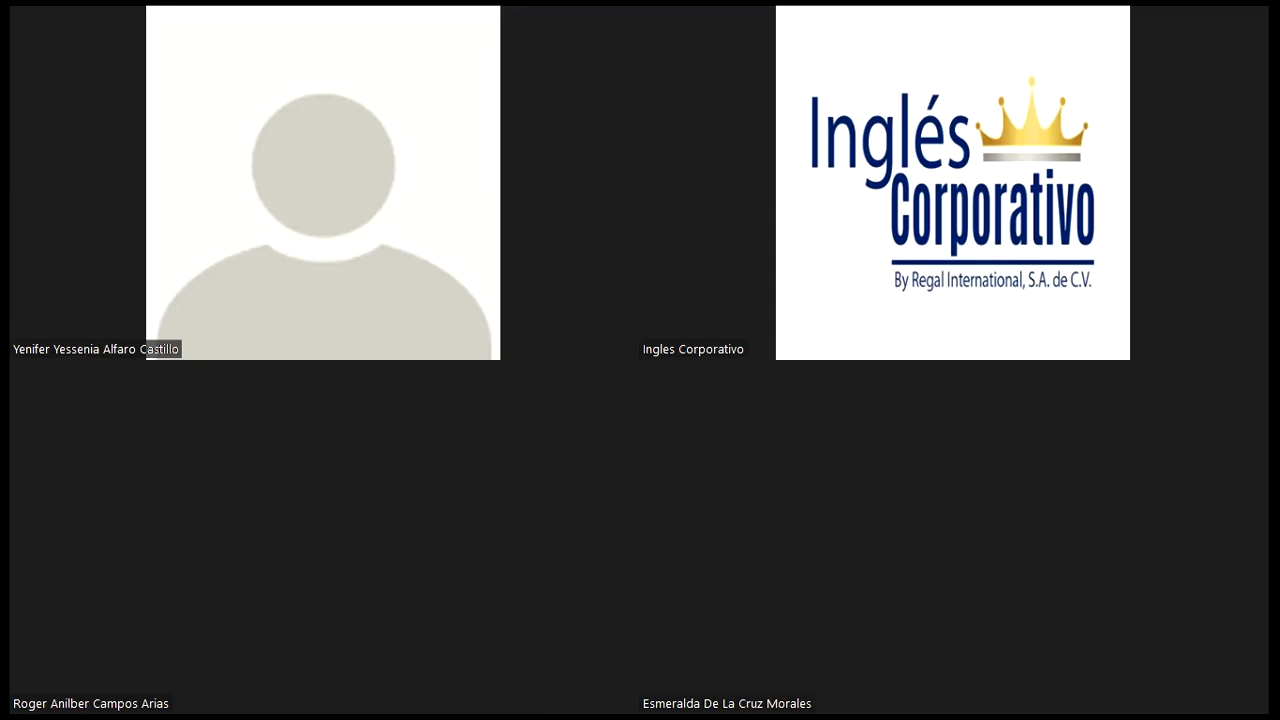 Inglés
Corporativo
By Regal International, S.A. de C.V.
Yenifer Yessenia Alfaro Castillo
Ingles Corporativo
Roger Anilber Campos Arias
Esmeralda De La Cruz Morales